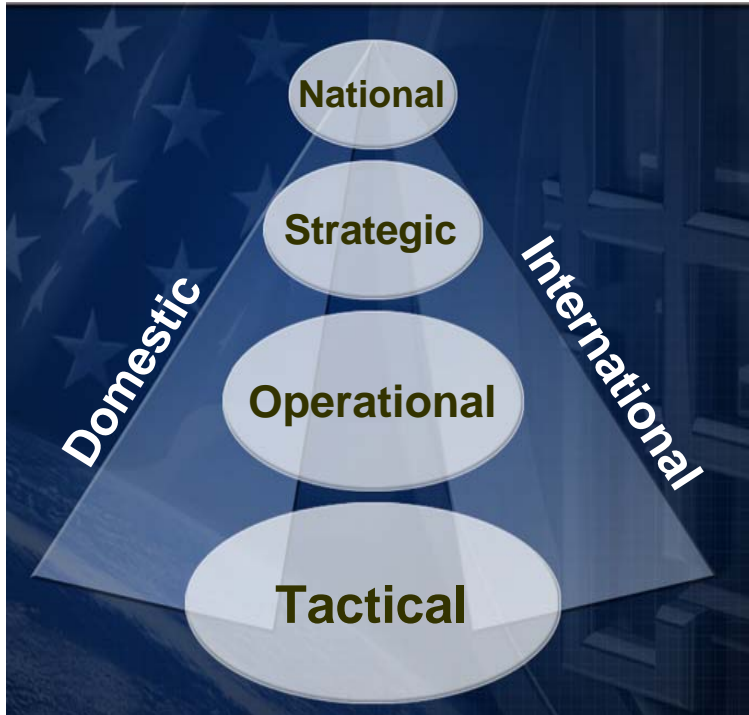 National
Strategic
Domestic
International
Operational
Tactical